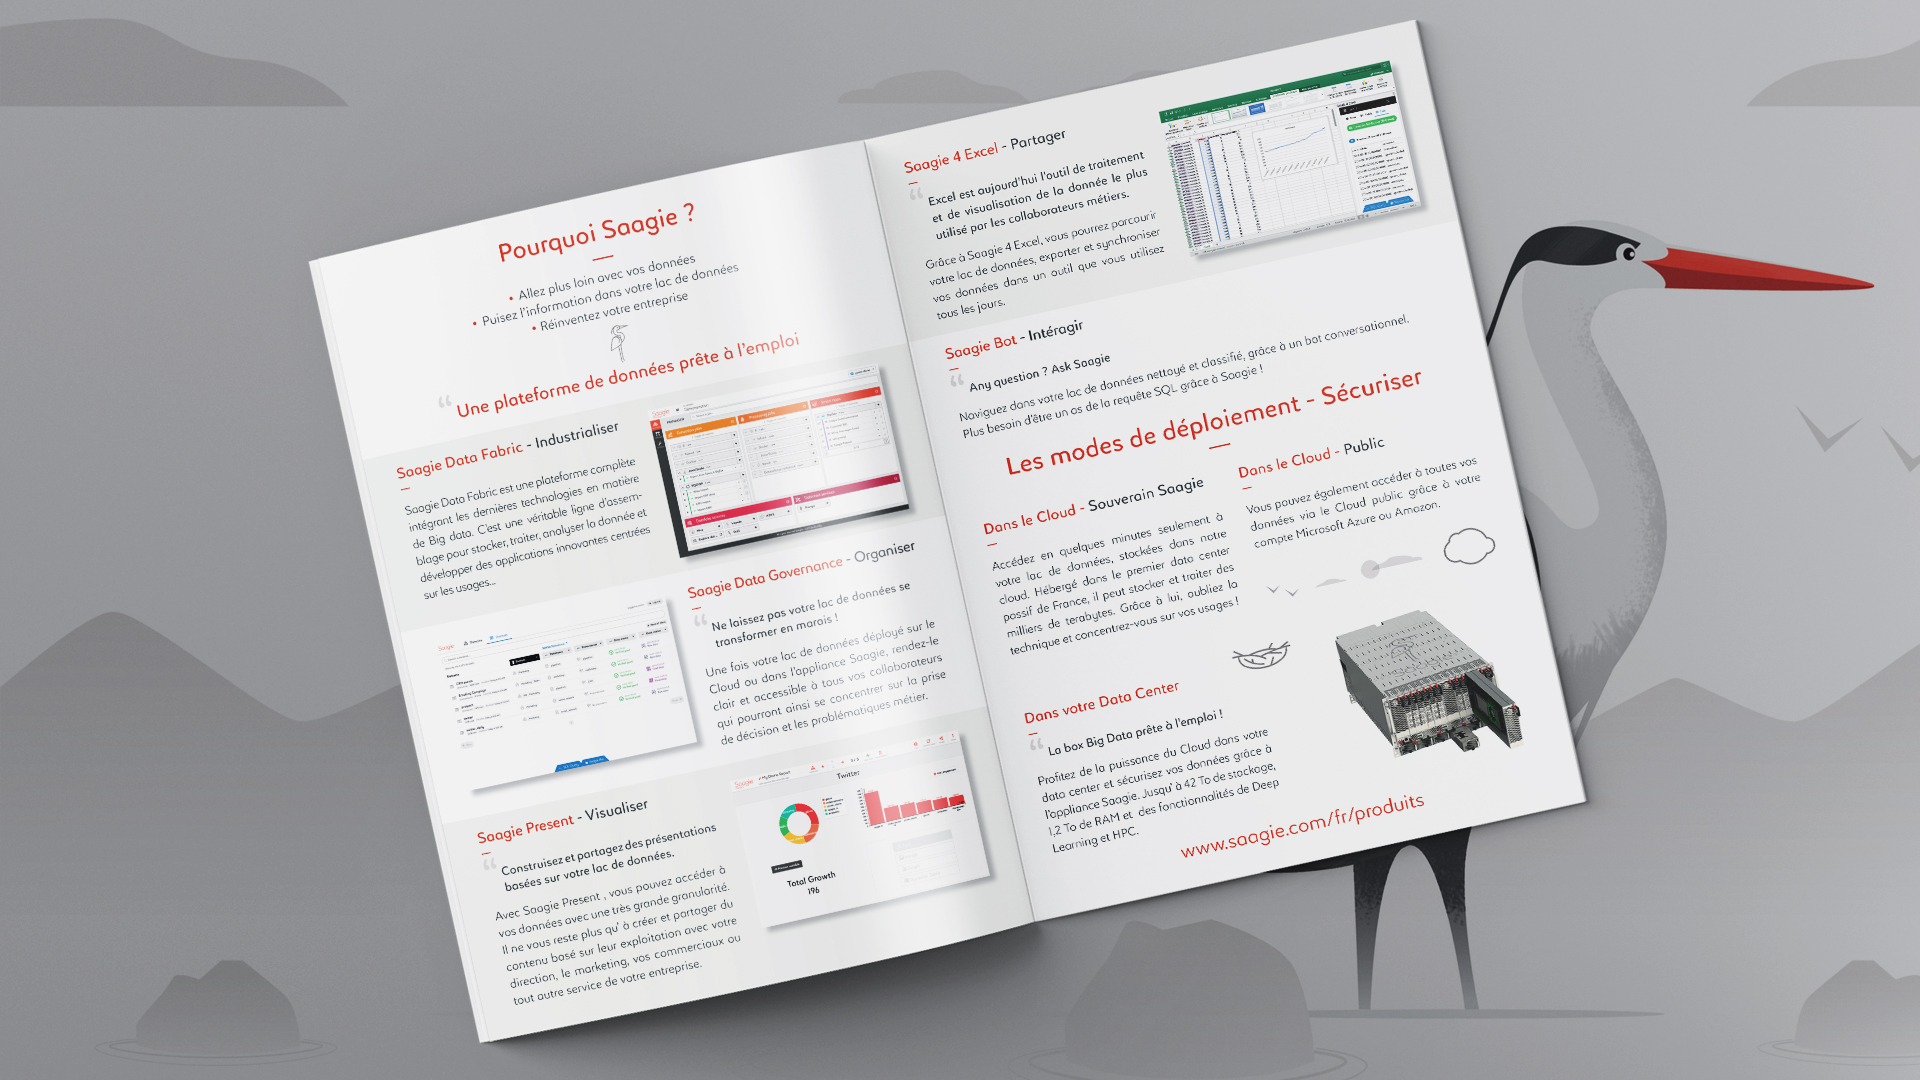 Pourquoi Saagie ?
• Allez plus loin avec vos données
• Puisez l'information dans votre lac de données
• Réinventez votre entreprise
“ Une plateforme de données prête à l'emploi
Saagie Data Fabric - Industrialiser
Saagie Data Fabric est une plateforme complète
intégrant les dernières technologies en matière
de Big data. C'est une véritable ligne d'assem-
blage pour stocker, traiter, analyser la donnée et
développer des applications innovantes centrées
sur les usages...
Saagie Data Governance - Organiser
“ Ne laissez pas votre lac de données se
transformer en marais !
Une fois votre lac de données déployé sur le
Cloud ou dans l'appliance Saagie, rendez-le
clair et accessible à tous vos collaborateurs
qui pourront ainsi se concentrer sur la prise
de décision et les problématiques métier.
Saagie Present - Visualiser
“ Construisez et partagez des présentations
basées sur votre lac de données.
Avec Saagie Present , vous pouvez accéder à
vos données avec une très grande granularité.
Il ne vous reste plus qu' à créer et partager du
contenu basé sur leur exploitation avec votre
direction, le marketing, vos commerciaux ou
tout autre service de votre entreprise.
Saagie
Twitter
Total Growth
196
Saagie 4 Excel - Partager
“ Excel est aujourd'hui l'outil de traitement
et de visualisation de la donnée le plus
utilisé par les collaborateurs métiers.
Grâce à Saagie 4 Excel, vous pourrez parcourir
votre lac de données, exporter et synchroniser
vos données dans un outil que vous utilisez
tous les jours.
Saagie Bot - Intéragir
“ Any question ? Ask Saagie
Naviguez dans votre lac de données nettoyé et classifié, grâce à un bot conversationnel.
Plus besoin d'être un as de la requête SQL grâce à Saagie !
Les modes de déploiement - Sécuriser
Dans le Cloud - Souverain Saagie
Accédez en quelques minutes seulement à
votre lac de données, stockées dans notre
cloud. Hébergé dans le premier data center
passif de France, il peut stocker et traiter des
milliers de terabytes. Grâce à lui, oubliez la
technique et concentrez-vous sur vos usages !
Dans le Cloud - Public
Vous pouvez également accéder à toutes vos
données via le Cloud public grâce à votre
compte Microsoft Azure ou Amazon.
Dans votre Data Center
“ La box Big Data prête à l'emploi !
Profitez de la puissance du Cloud dans votre
data center et sécurisez vos données grâce à
l'appliance Saagie. Jusqu' à 42 To de stockage,
1,2 To de RAM et des fonctionnalités de Deep
Learning et HPC.
www.saagie.com/fr/produits